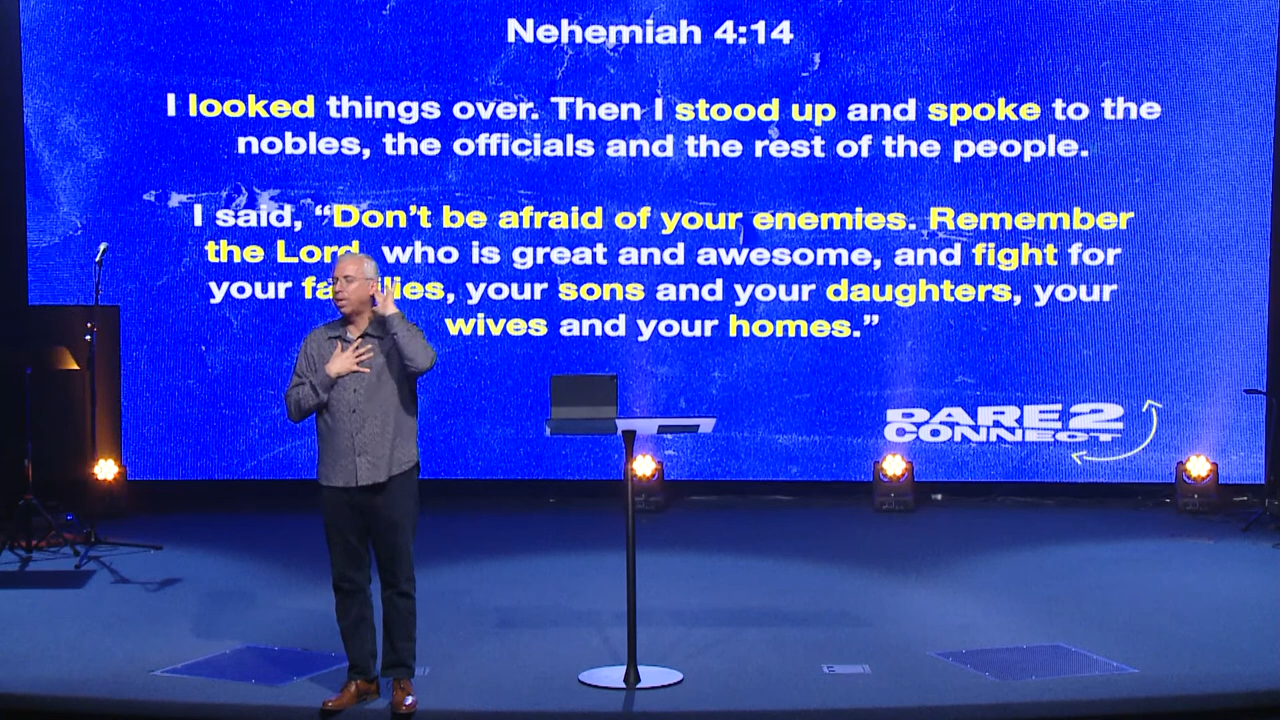 Nehemiah 4:14
I looked things over. Then I stood up and spoke to the
nobles, the officials and the rest of the people.
I said, “Don’t be afraid of your enemies. Remember
the Lord, who is great and awesome, and fight for
your families, your sons and your daughters, your
wives and your homes.”
DARE 2
CONNECT